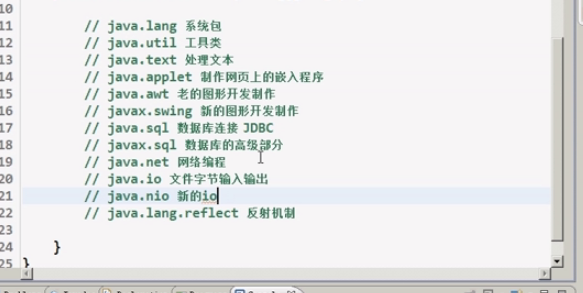 10
11 // java.lang 系统包
12 // java.util 工具类
13 // java.text 处理文本
14 // java.applet 制作网页上的嵌入程序
15 // java.awt 老的图形开发制作
16 // javax.swing 新的图形开发制作
17 // java.sql 数据库连接 JDBC
18 // javax.sql 数据库的高级部分
19 // java.net 网络编程
20 // java.io 文件字节输入输出
21 // java.nio 新的io
22 // java.lang.reflect 反射机制
23
24 }
25 }